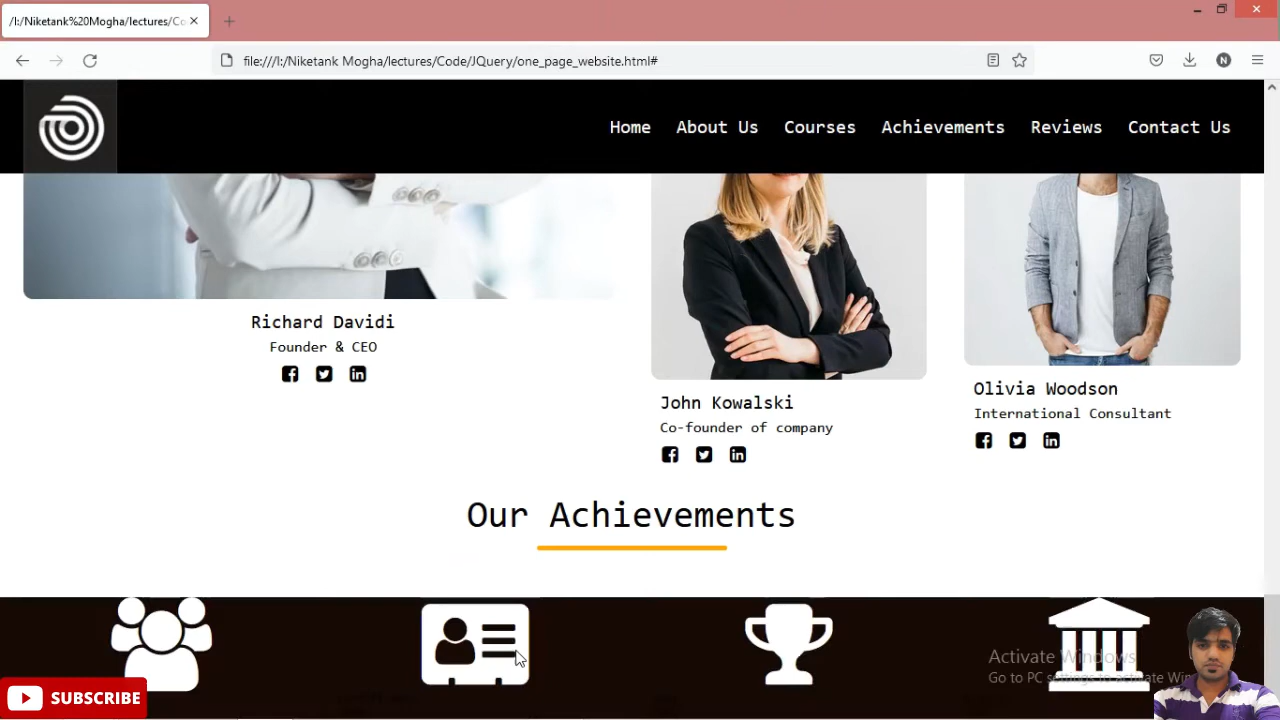 /I:/Niketank%20Mogha/lectures/Co
file:///I:/Niketank Mogha/lectures/Code/JQuery/one_page_website.html#
N
Home About Us Courses Achievements Reviews Contact Us
Richard Davidi
Founder & CEO
John Kowalski
Co-founder of company
Olivia Woodson
International Consultant
Our Achievements
Activate Windows
Go to PC settings to activate Win
SUBSCRIBE